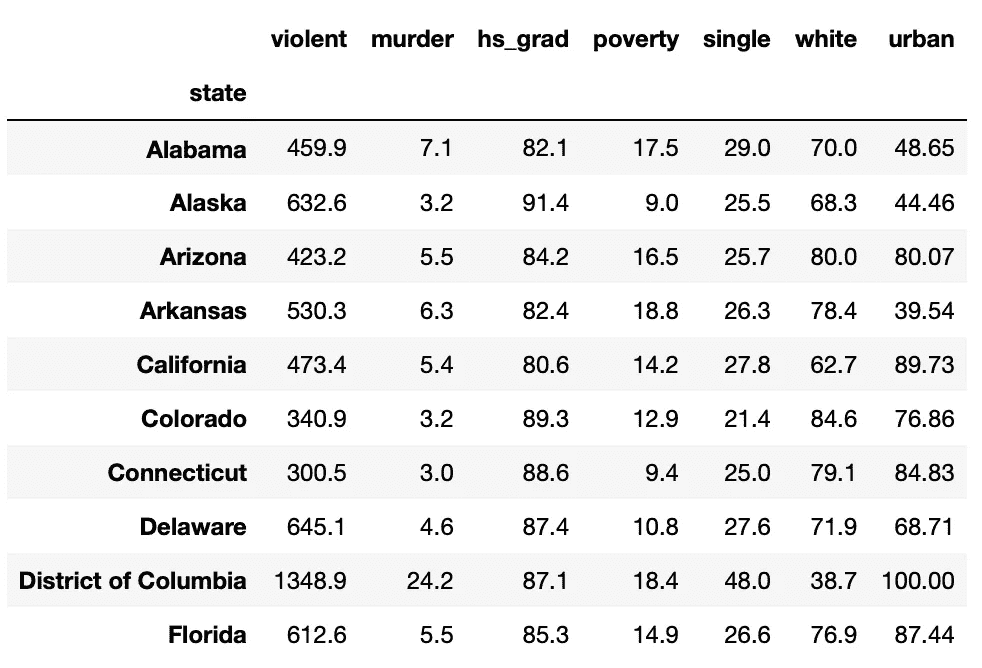 violent murder hs_grad poverty single white urban
state
Alabama 459.9 7.1 82.1 17.5 29.0 70.0 48.65
Alaska 632.6 3.2 91.4 9.0 25.5 68.3 44.46
Arizona 423.2 5.5 84.2 16.5 25.7 80.0 80.07
Arkansas 530.3 6.3 82.4 18.8 26.3 78.4 39.54
California 473.4 5.4 80.6 14.2 27.8 62.7 89.73
Colorado 340.9 3.2 89.3 12.9 21.4 84.6 76.86
Connecticut 300.5 3.0 88.6 9.4 25.0 79.1 84.83
Delaware 645.1 4.6 87.4 10.8 27.6 71.9 68.71
District of Columbia 1348.9 24.2 87.1 18.4 48.0 38.7 100.00
Florida 612.6 5.5 85.3 14.9 26.6 76.9 87.44